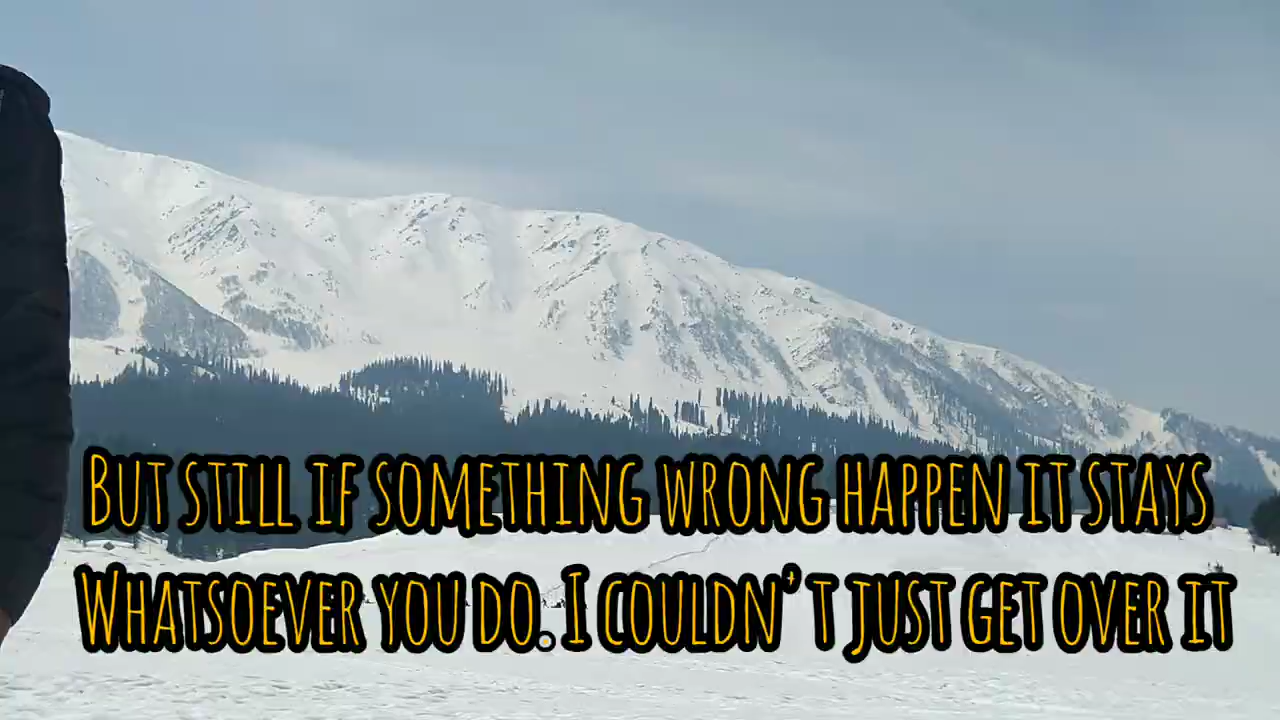 But still if something wrong happen it stays
Whatsoever you do. I couldn't just get over it